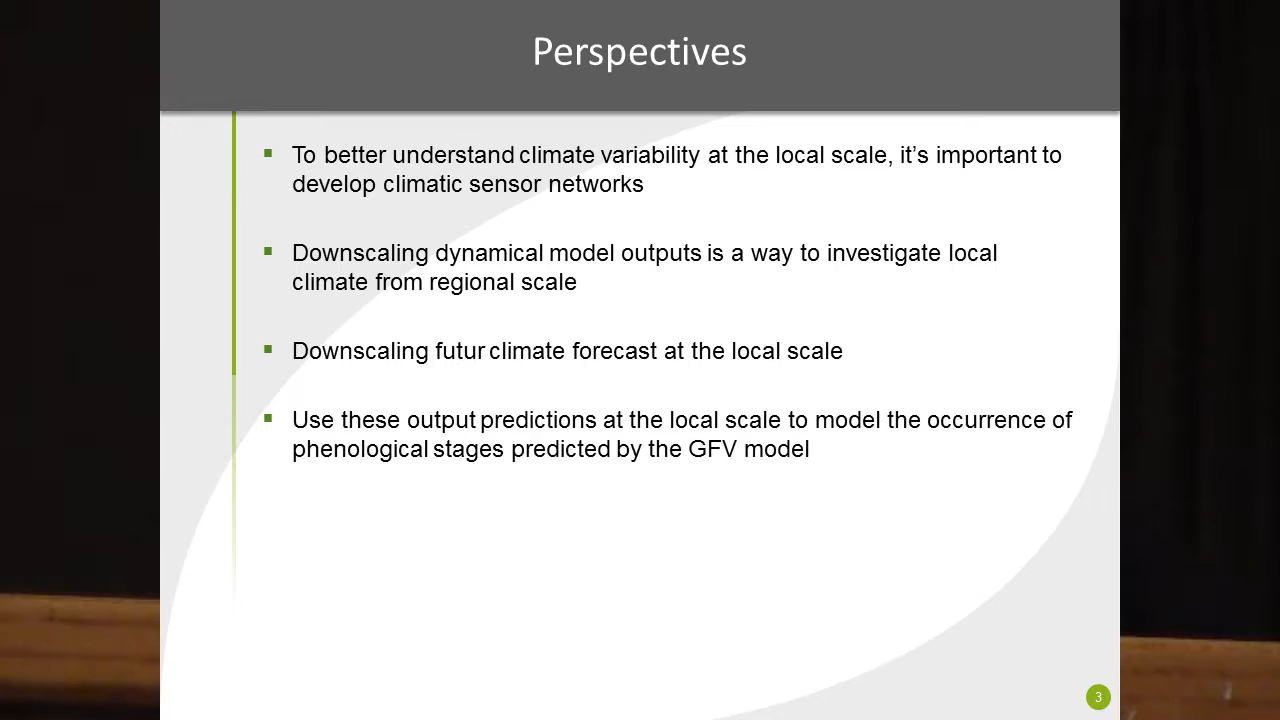 Perspectives
To better understand climate variability at the local scale, it's important to
develop climatic sensor networks
Downscaling dynamical model outputs is a way to investigate local
climate from regional scale
Downscaling futur climate forecast at the local scale
Use these output predictions at the local scale to model the occurrence of
phenological stages predicted by the GFV model
3